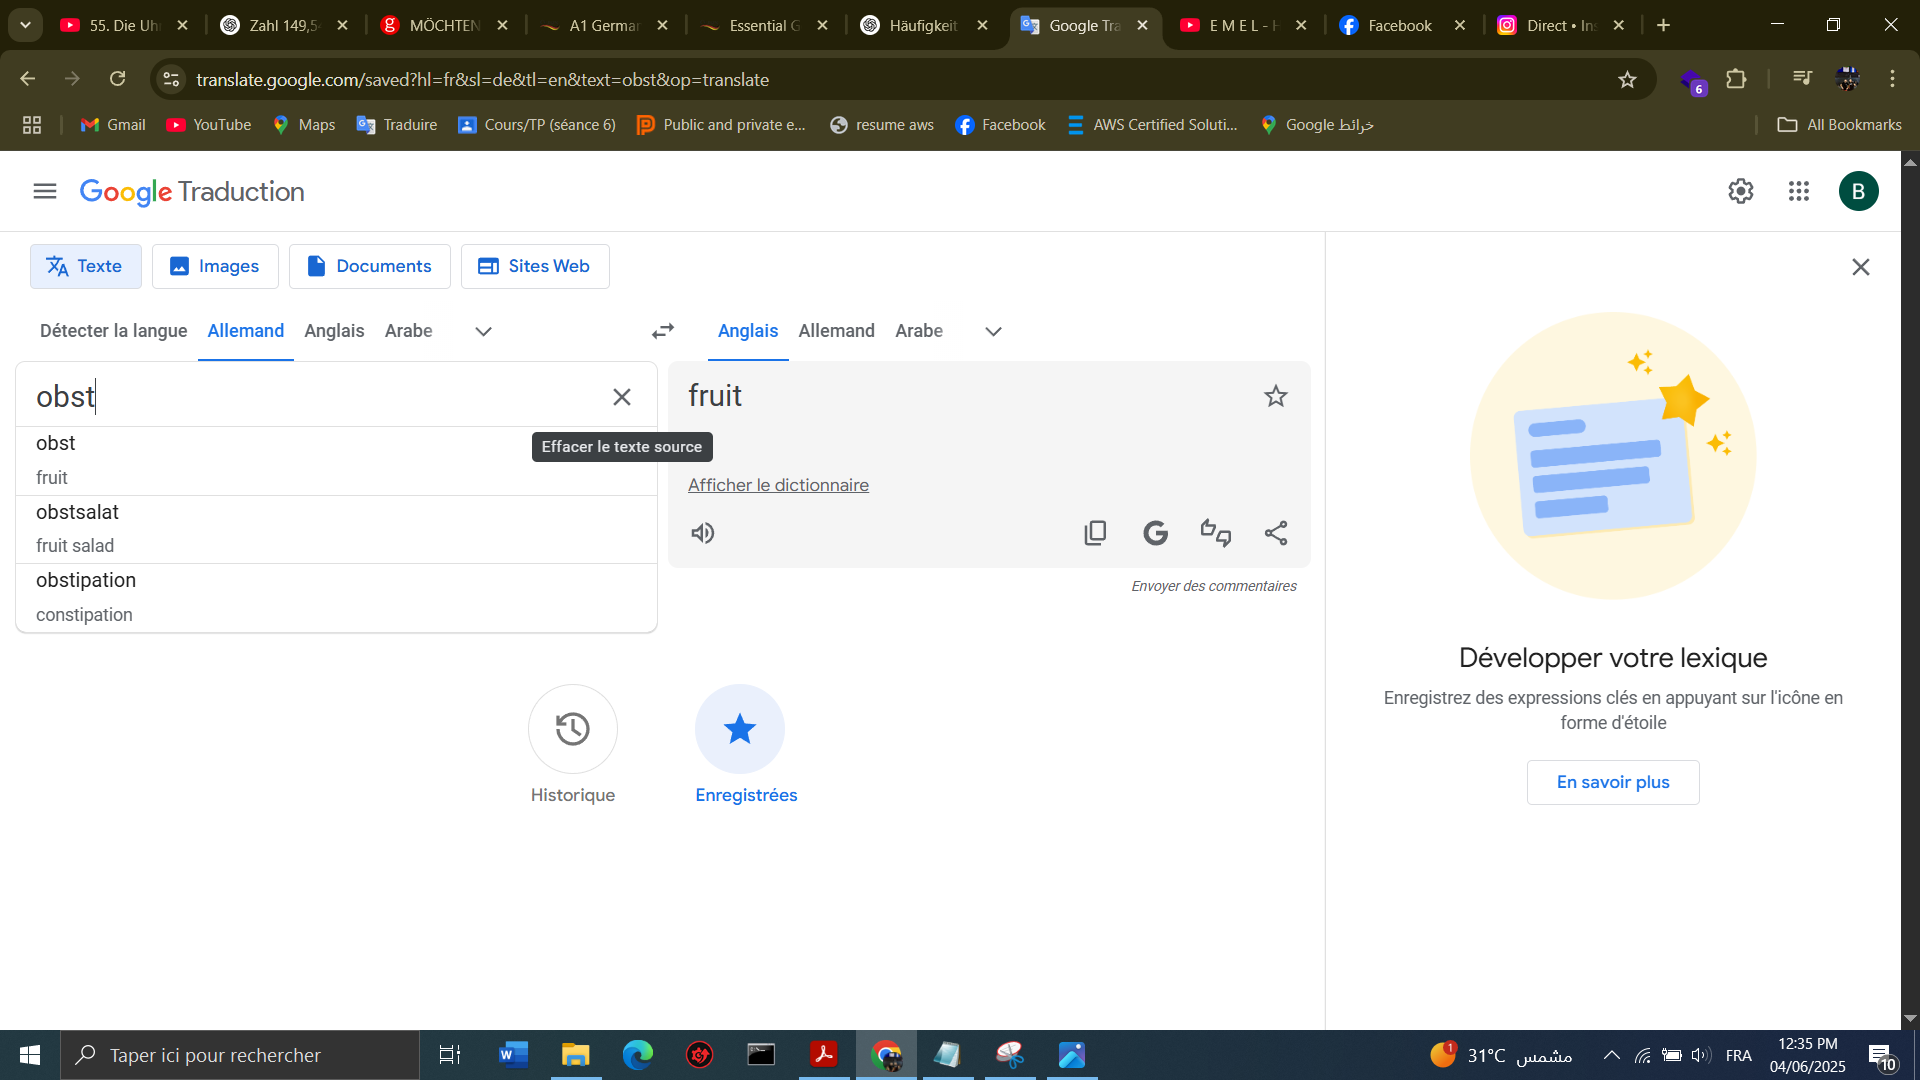 55. Die Uh
Zahl 149,5
MÖCHTEN
A1 German
Essential G
Häufigkeit
Google Tra
E M E L - H
Facebook
Direct • Ins
translate.google.com/saved?hl=fr&sl=de&tl=en&text=obst&op=translate
6
Gmail
YouTube
Maps
Traduire
Cours/TP (séance 6)
Public and private e...
resume aws
Facebook
AWS Certified Soluti...
خرائط Google
All Bookmarks
Google Traduction
B
Texte
Images
Documents
Sites Web
Détecter la langue
Allemand
Anglais
Arabe
Anglais
Allemand
Arabe
obst
fruit
obst
Effacer le texte source
fruit
Afficher le dictionnaire
obstsalat
fruit salad
obstipation
constipation
Envoyer des commentaires
Historique
Enregistrées
Développer votre lexique
Enregistrez des expressions clés en appuyant sur l'icône en
forme d'étoile
En savoir plus
Taper ici pour rechercher
1
31°C مشمس
FRA
12:35 PM
04/06/2025
10